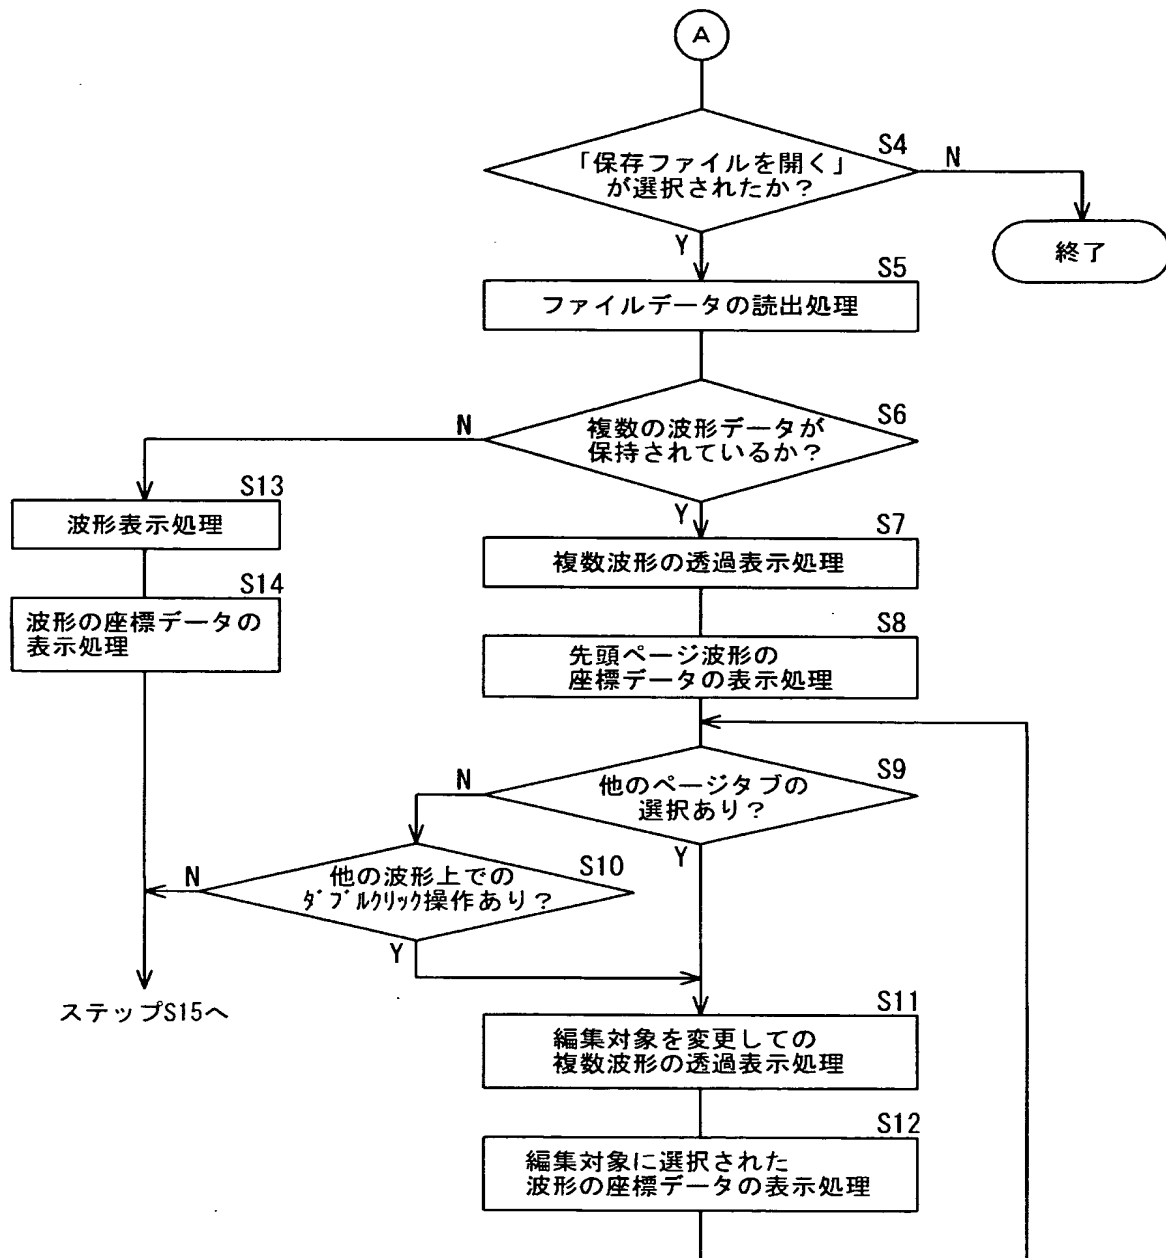 A
S4
「保存ファイルを開く」
が選択されたか？
N
Y
終了
S5
ファイルデータの読出処理
S6
複数の波形データが
保持されているか？
N
Y
S13
波形表示処理
S14
波形の座標データの
表示処理
S7
複数波形の透過表示処理
S8
先頭ページ波形の
座標データの表示処理
S9
他のページタブの
選択あり？
N
Y
S10
他の波形上での
ﾀﾞﾌﾞﾙｸﾘｯｸ操作あり？
N
Y
ステップS15へ
S11
編集対象を変更しての
複数波形の透過表示処理
S12
編集対象に選択された
波形の座標データの表示処理